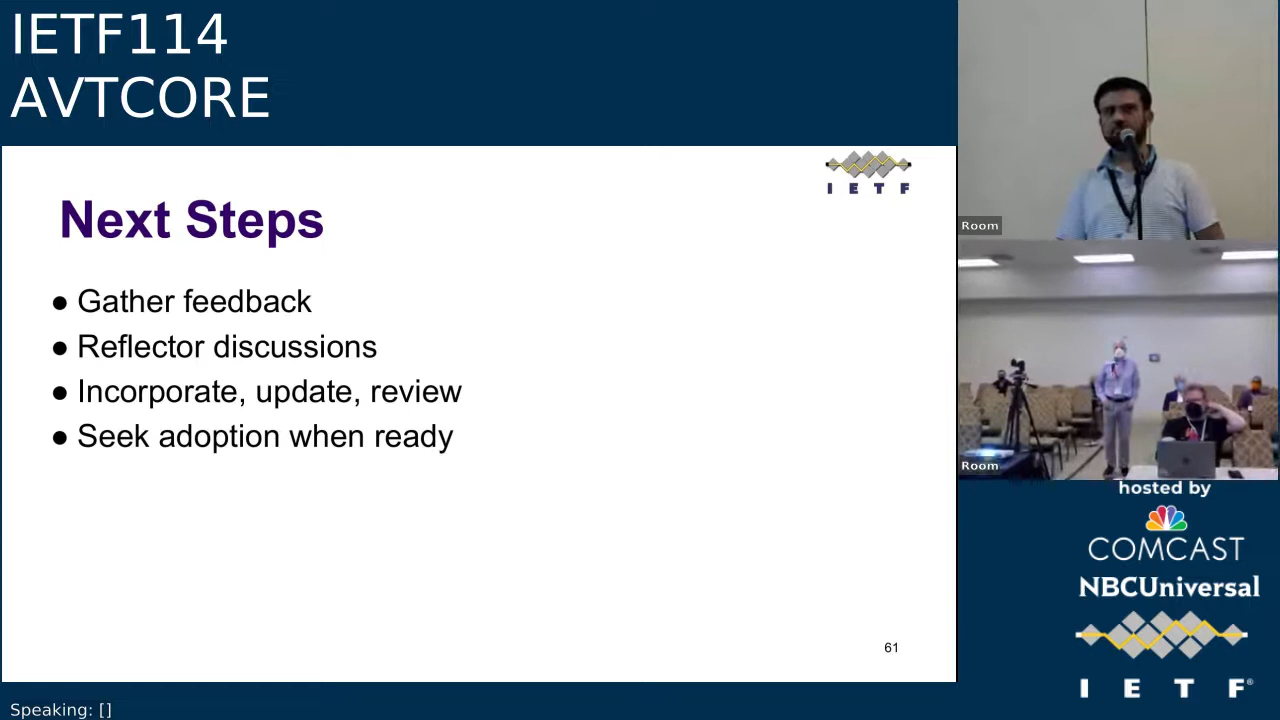 IETF114
AVTCORE
I E T F
Next Steps
● Gather feedback
● Reflector discussions
● Incorporate, update, review
● Seek adoption when ready
61
Room
Room
hosted by
COMCAST
NBCUniversal
I E T F®
Speaking: []